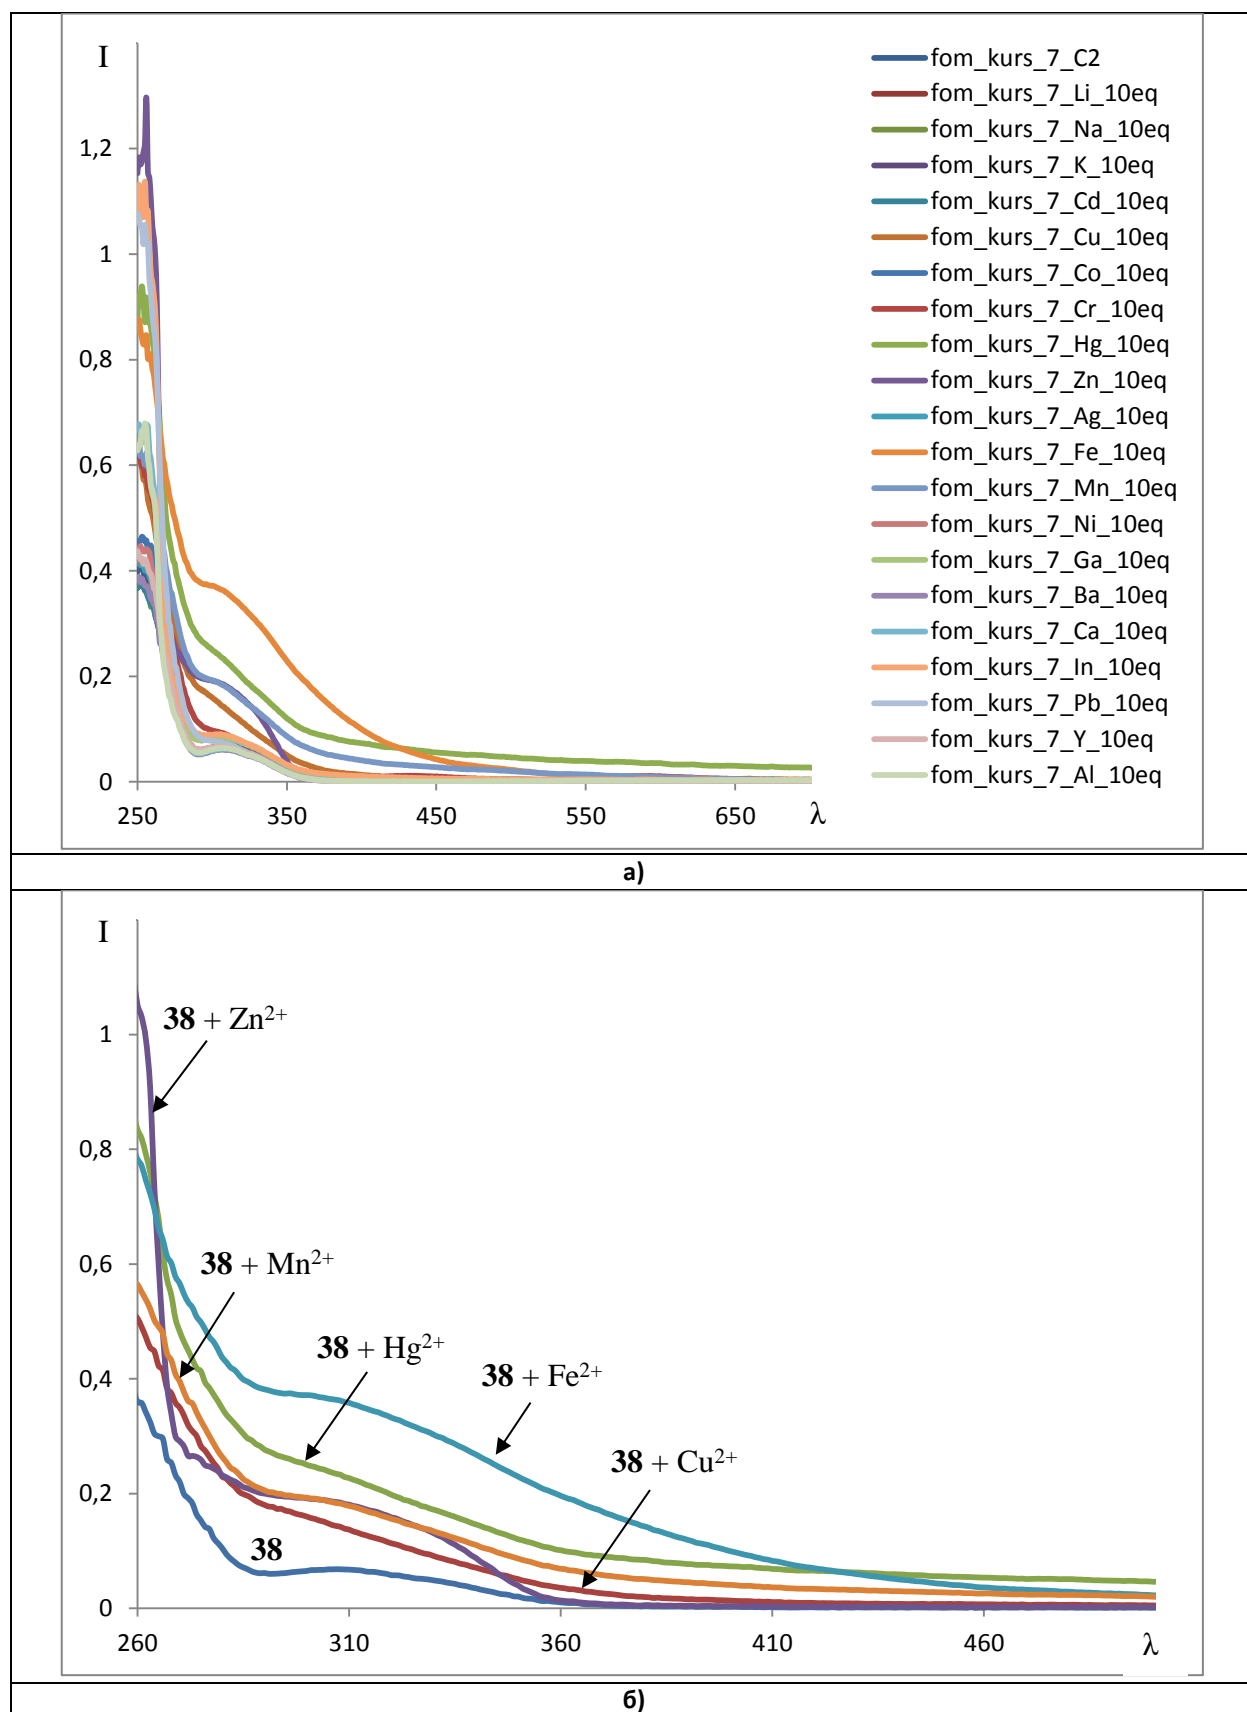 I
1,2
1
0,8
0,6
0,4
0,2
0
250 350 450 550 650 λ
fom_kurs_7_C2
fom_kurs_7_Li_10eq
fom_kurs_7_Na_10eq
fom_kurs_7_K_10eq
fom_kurs_7_Cd_10eq
fom_kurs_7_Cu_10eq
fom_kurs_7_Co_10eq
fom_kurs_7_Cr_10eq
fom_kurs_7_Hg_10eq
fom_kurs_7_Zn_10eq
fom_kurs_7_Ag_10eq
fom_kurs_7_Fe_10eq
fom_kurs_7_Mn_10eq
fom_kurs_7_Ni_10eq
fom_kurs_7_Ga_10eq
fom_kurs_7_Ba_10eq
fom_kurs_7_Ca_10eq
fom_kurs_7_In_10eq
fom_kurs_7_Pb_10eq
fom_kurs_7_Y_10eq
fom_kurs_7_Al_10eq
а)
I
1
0,8
0,6
0,4
0,2
0
38 + Zn²⁺
38 + Mn²⁺
38 + Hg²⁺
38 + Fe²⁺
38 + Cu²⁺
38
260 310 360 410 460 λ
б)